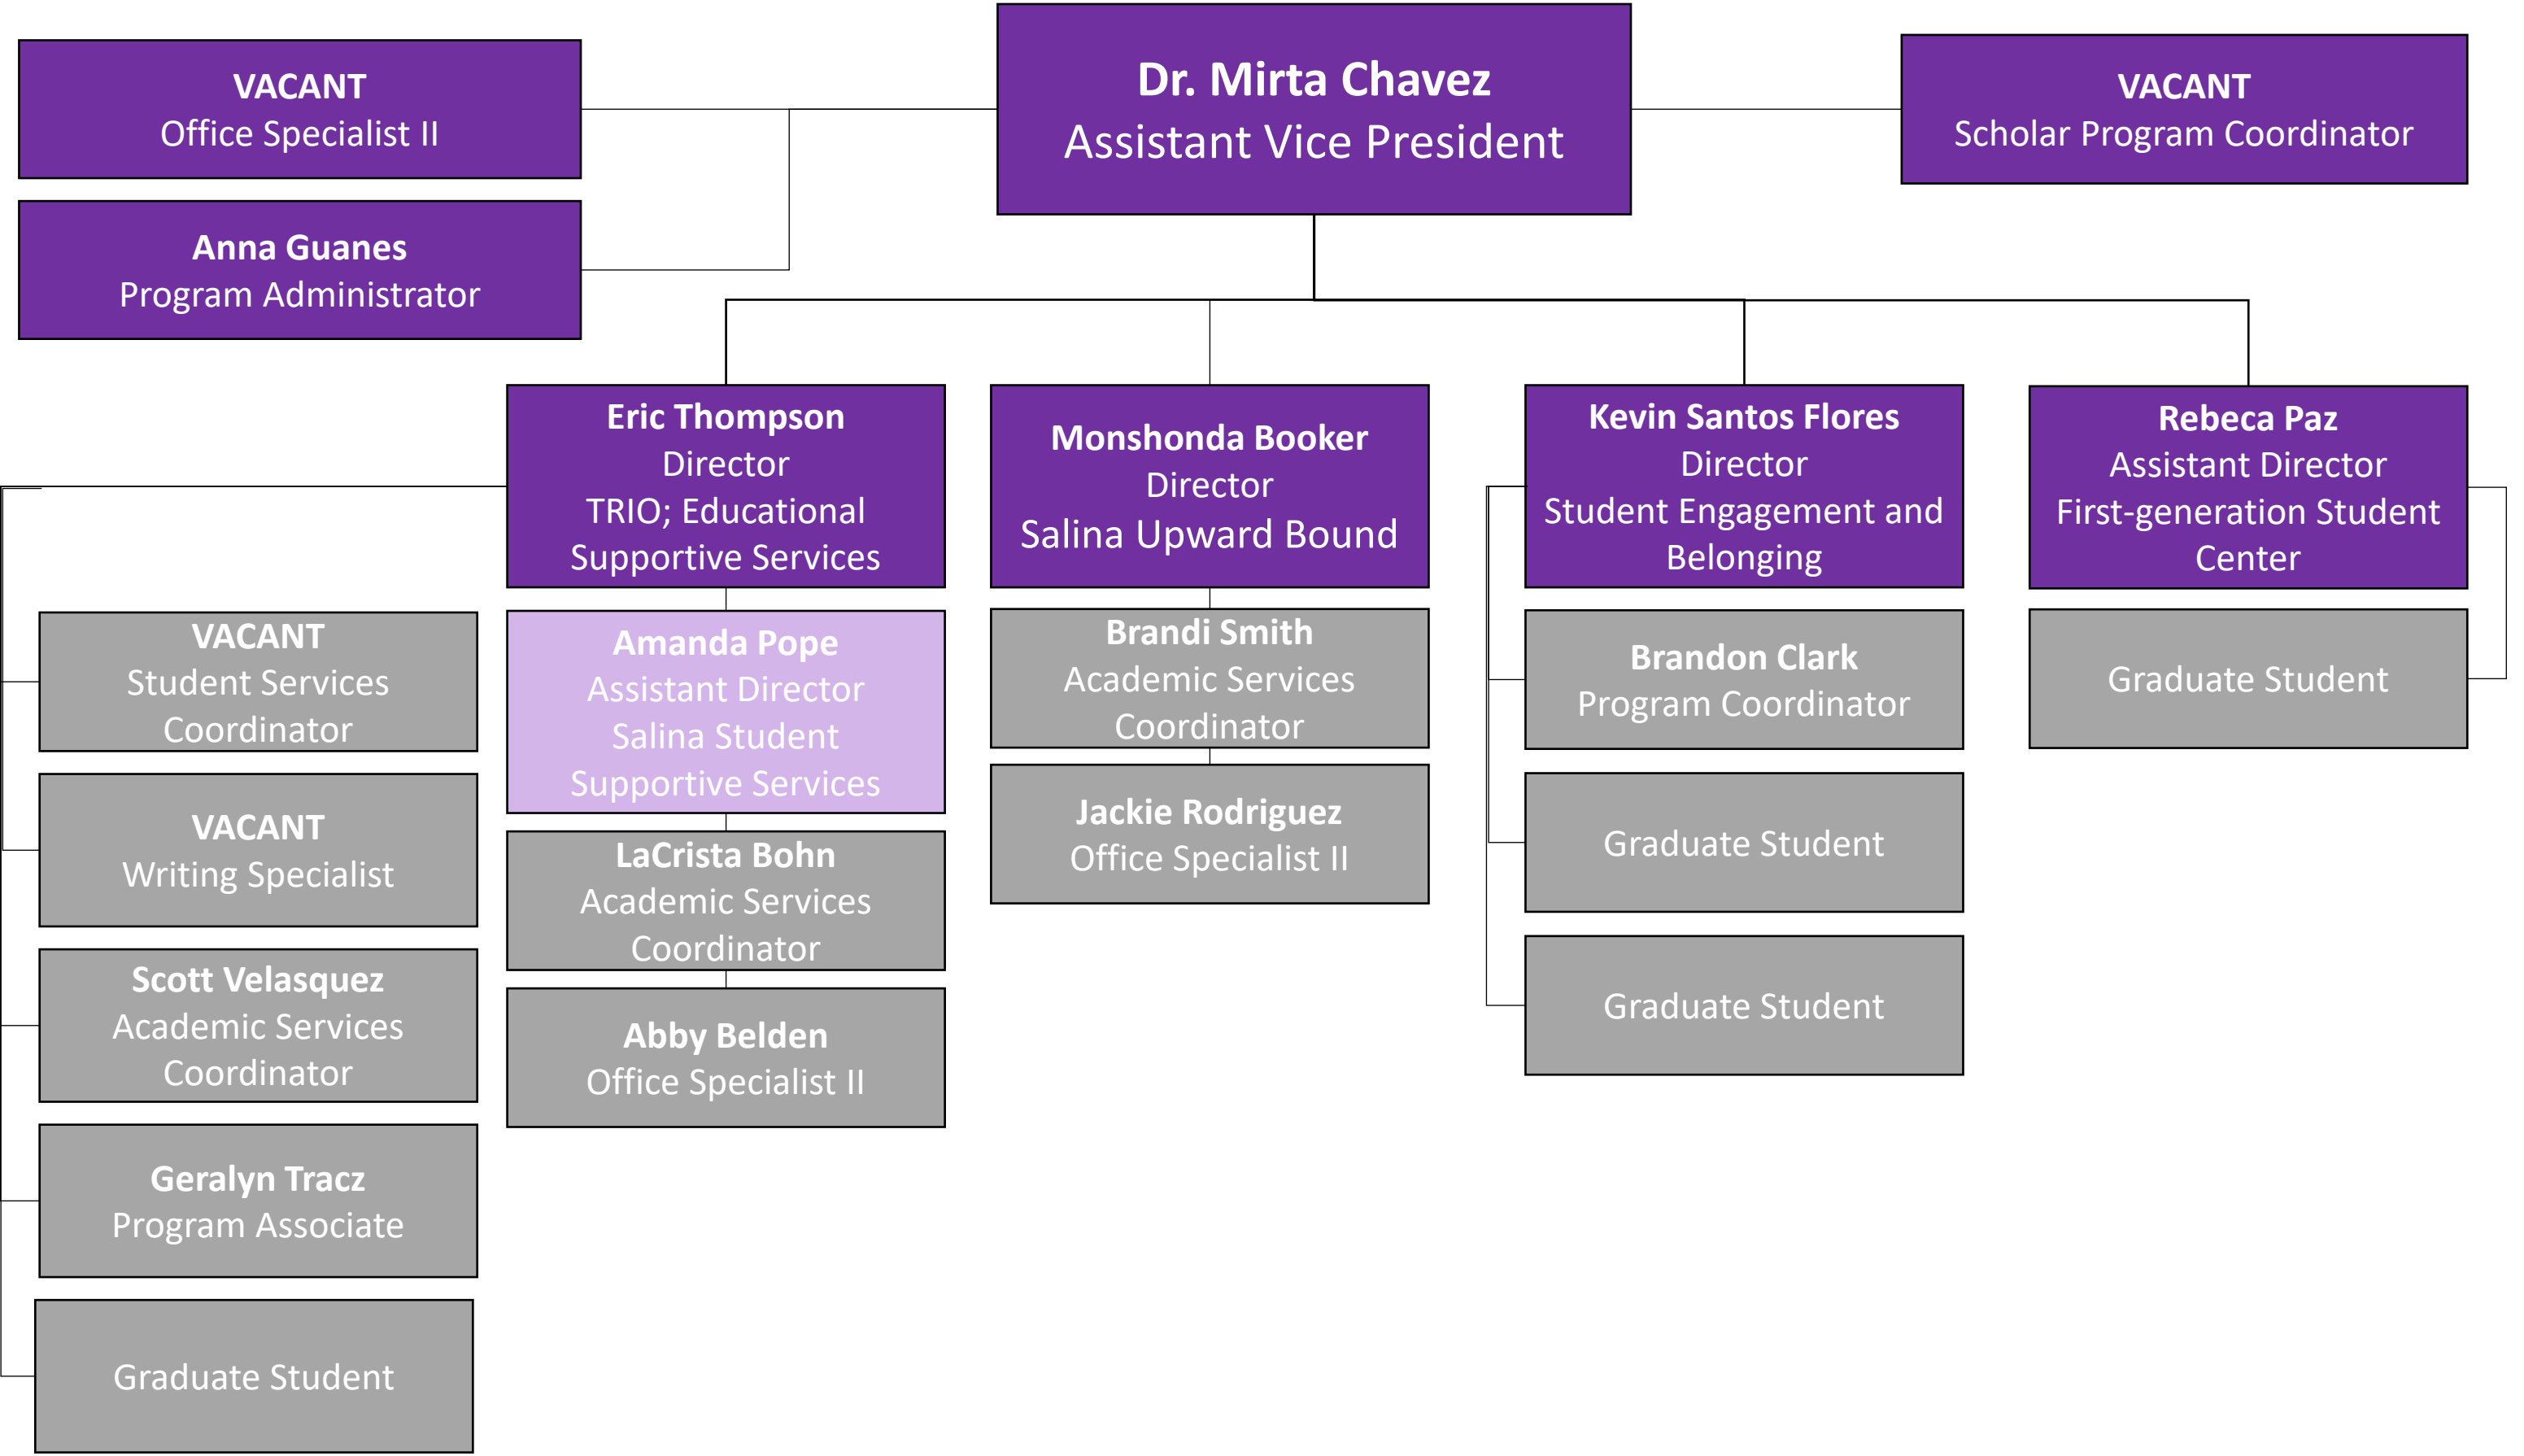 Dr. Mirta Chavez
Assistant Vice President
VACANT
Office Specialist II
VACANT
Scholar Program Coordinator
Anna Guanes
Program Administrator
Eric Thompson
Director
TRIO; Educational
Supportive Services
Monshonda Booker
Director
Salina Upward Bound
Kevin Santos Flores
Director
Student Engagement and
Belonging
Rebeca Paz
Assistant Director
First-generation Student
Center
VACANT
Student Services
Coordinator
VACANT
Writing Specialist
Scott Velasquez
Academic Services
Coordinator
Geralyn Tracz
Program Associate
Graduate Student
Amanda Pope
Assistant Director
Salina Student
Supportive Services
LaCrista Bohn
Academic Services
Coordinator
Abby Belden
Office Specialist II
Brandi Smith
Academic Services
Coordinator
Jackie Rodriguez
Office Specialist II
Brandon Clark
Program Coordinator
Graduate Student
Graduate Student
Graduate Student